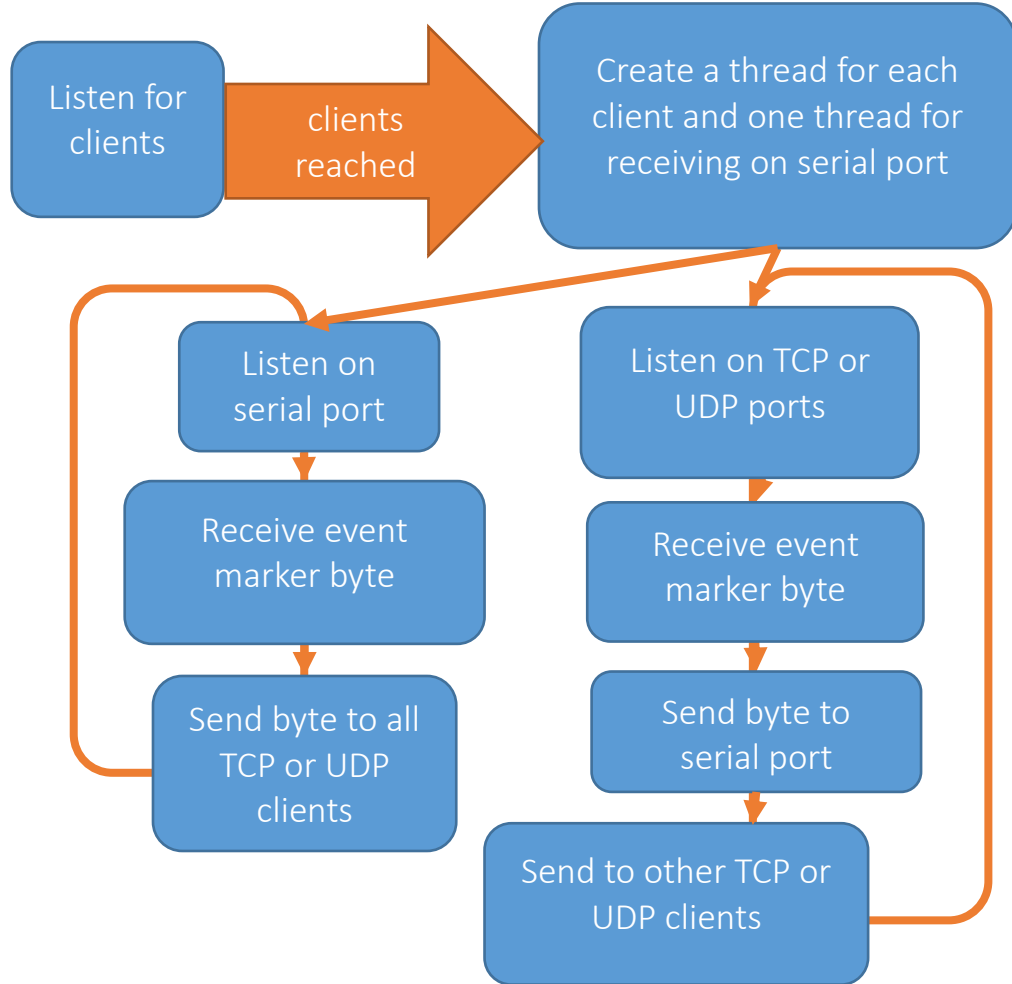 Listen for
clients
clients
reached
Create a thread for each
client and one thread for
receiving on serial port
Listen on
serial port
Receive event
marker byte
Send byte to all
TCP or UDP
clients
Listen on TCP or
UDP ports
Receive event
marker byte
Send byte to
serial port
Send to other TCP or
UDP clients